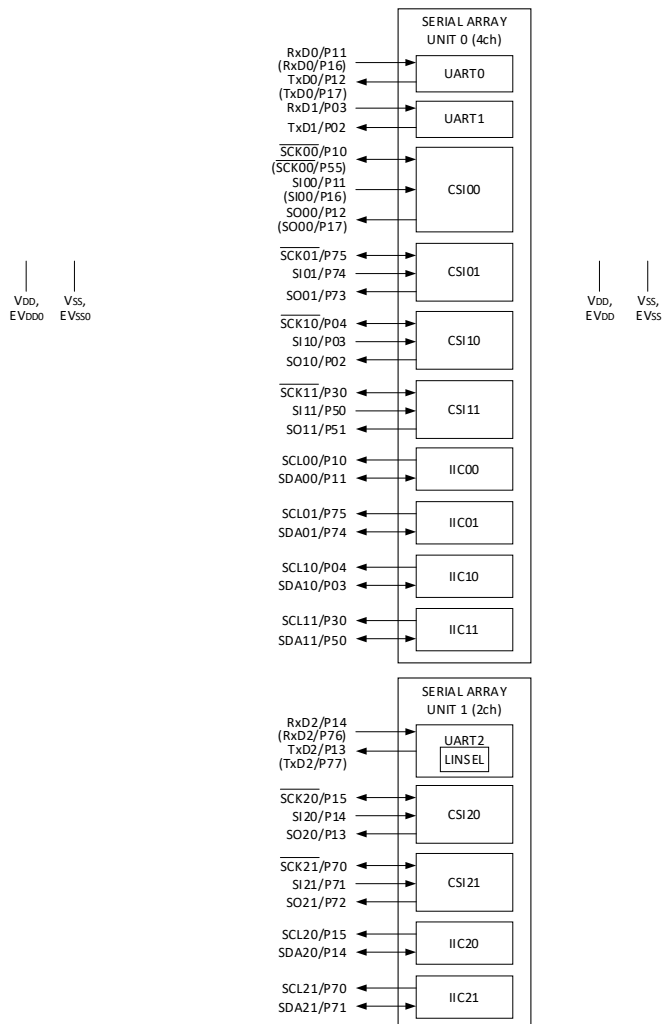 SERIAL ARRAY
UNIT 0 (4ch)
RxD0/P11
(RxD0/P16)
TxD0/P12
(TxD0/P17)
UART0
RxD1/P03
TxD1/P02
UART1
SCK00/P10
(SCK00/P55)
SI00/P11
(SI00/P16)
SO00/P12
(SO00/P17)
CSI00
SCK01/P75
SI01/P74
SO01/P73
CSI01
VDD,
EVDD0
VSS,
EVSS0
VDD,
EVDD
VSS,
EVSS
SCK10/P04
SI10/P03
SO10/P02
CSI10
SCK11/P30
SI11/P50
SO11/P51
CSI11
SCL00/P10
SDA00/P11
IIC00
SCL01/P75
SDA01/P74
IIC01
SCL10/P04
SDA10/P03
IIC10
SCL11/P30
SDA11/P50
IIC11
SERIAL ARRAY
UNIT 1 (2ch)
RxD2/P14
(RxD2/P76)
TxD2/P13
(TxD2/P77)
UART2
LINSEL
SCK20/P15
SI20/P14
SO20/P13
CSI20
SCK21/P70
SI21/P71
SO21/P72
CSI21
SCL20/P15
SDA20/P14
IIC20
SCL21/P70
SDA21/P71
IIC21